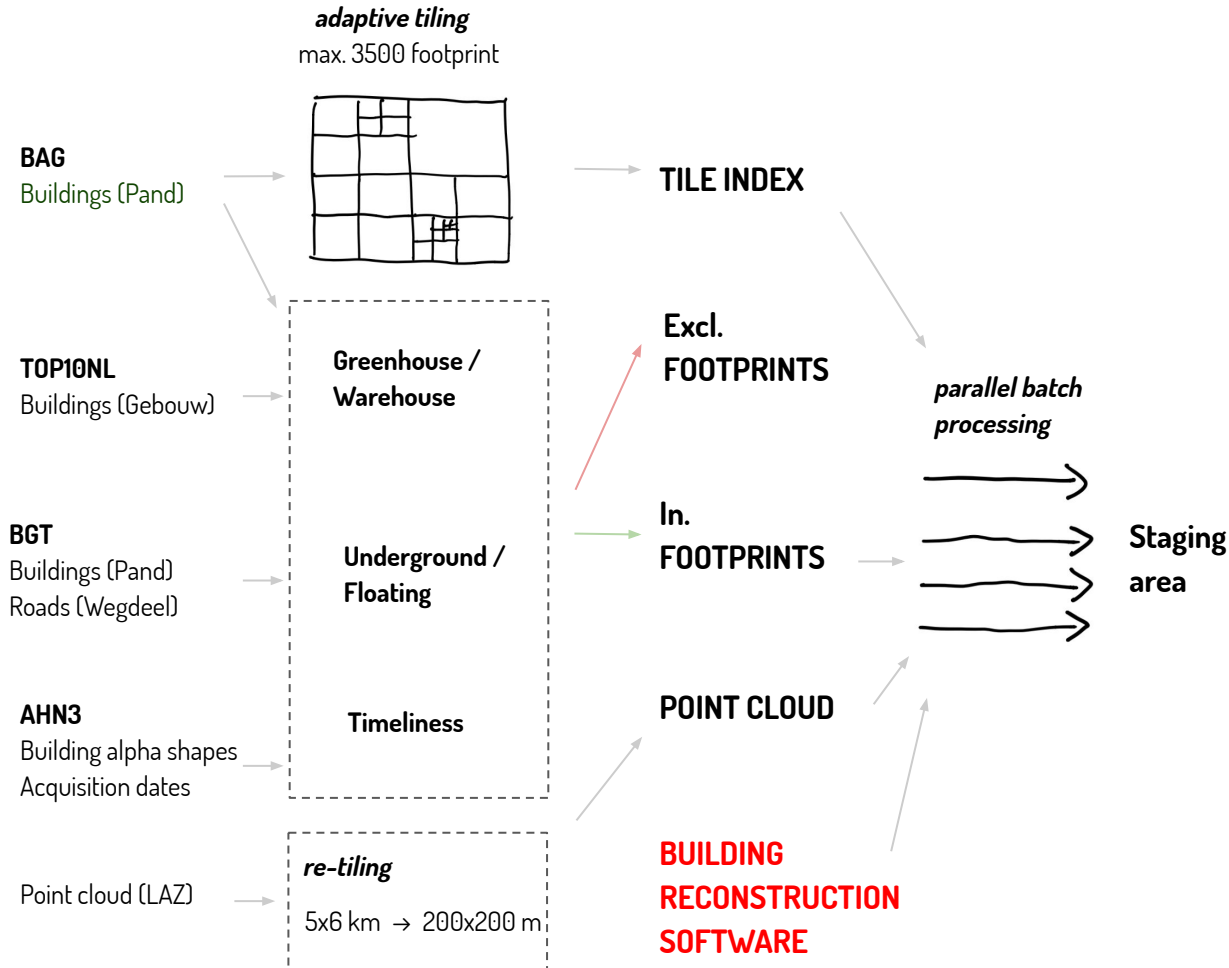 adaptive tiling
max. 3500 footprint
BAG
Buildings (Pand)
TILE INDEX
TOP10NL
Buildings (Gebouw)
Greenhouse /
Warehouse
Excl.
FOOTPRINTS
parallel batch
processing
BGT
Buildings (Pand)
Roads (Wegdeel)
Underground /
Floating
In.
FOOTPRINTS
Staging
area
AHN3
Building alpha shapes
Acquisition dates
Timeliness
POINT CLOUD
Point cloud (LAZ)
re-tiling
5x6 km → 200x200 m
BUILDING
RECONSTRUCTION
SOFTWARE